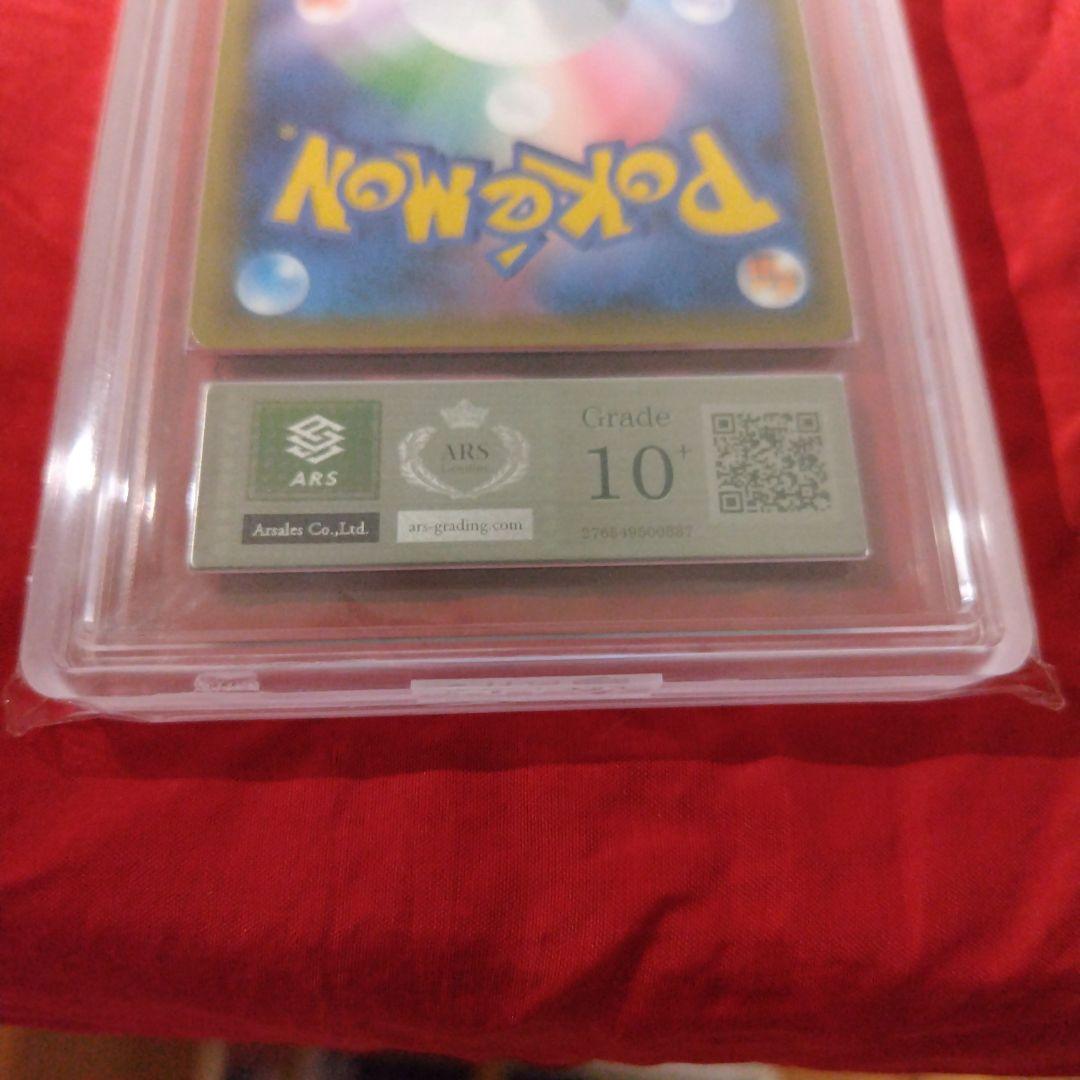 POKéMON
ARS
Arsales Co.,Ltd.
ARS
ars-grading.com
Grade
10+